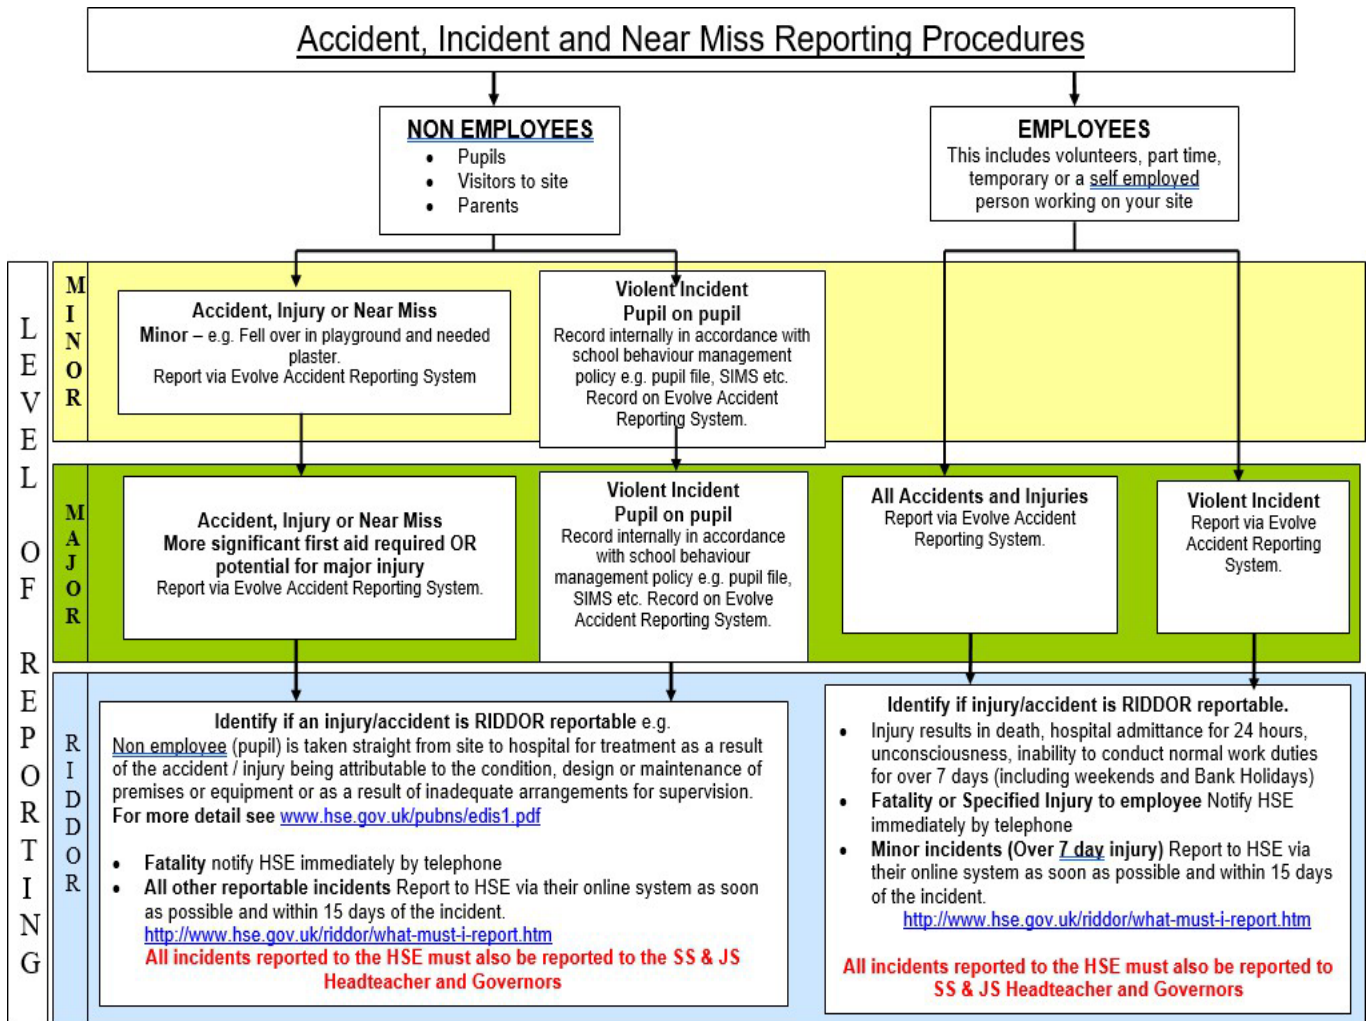 Accident, Incident and Near Miss Reporting Procedures
NON EMPLOYEES
• Pupils
• Visitors to site
• Parents
EMPLOYEES
This includes volunteers, part time,
temporary or a self employed
person working on your site
LEVEL OF REPORTING
MINOR
Accident, Injury or Near Miss
Minor – e.g. Fell over in playground and needed
plaster.
Report via Evolve Accident Reporting System
Violent Incident
Pupil on pupil
Record internally in accordance with
school behaviour management
policy e.g. pupil file, SIMS etc.
Record on Evolve Accident
Reporting System.
MAJOR
Accident, Injury or Near Miss
More significant first aid required OR
potential for major injury
Report via Evolve Accident Reporting System.
Violent Incident
Pupil on pupil
Record internally in accordance
with school behaviour
management policy e.g. pupil file,
SIMS etc. Record on Evolve
Accident Reporting System.
All Accidents and Injuries
Report via Evolve Accident
Reporting System.
Violent Incident
Report via Evolve
Accident Reporting
System.
RIDDOR
Identify if an injury/accident is RIDDOR reportable e.g.
Non employee (pupil) is taken straight from site to hospital for treatment as a result
of the accident / injury being attributable to the condition, design or maintenance of
premises or equipment or as a result of inadequate arrangements for supervision.
For more detail see www.hse.gov.uk/pubns/edis1.pdf
• Fatality notify HSE immediately by telephone
• All other reportable incidents Report to HSE via their online system as soon
as possible and within 15 days of the incident.
http://www.hse.gov.uk/riddor/what-must-i-report.htm
All incidents reported to the HSE must also be reported to the SS & JS
Headteacher and Governors
Identify if injury/accident is RIDDOR reportable.
• Injury results in death, hospital admittance for 24 hours,
unconsciousness, inability to conduct normal work duties
for over 7 days (including weekends and Bank Holidays)
• Fatality or Specified Injury to employee Notify HSE
immediately by telephone
• Minor incidents (Over 7 day injury) Report to HSE via
their online system as soon as possible and within 15 days
of the incident.
http://www.hse.gov.uk/riddor/what-must-i-report.htm
All incidents reported to the HSE must also be reported to
SS & JS Headteacher and Governors